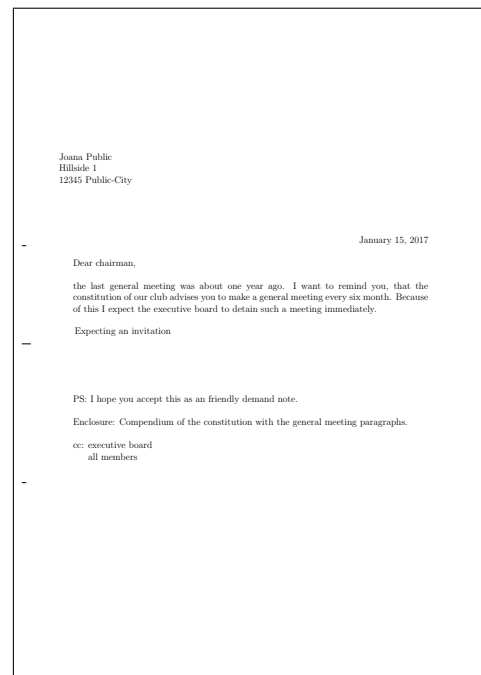 Joana Public
Hillside 1
12345 Public-City
January 15, 2017
Dear chairman,
the last general meeting was about one year ago. I want to remind you, that the
constitution of our club advises you to make a general meeting every six month. Because
of this I expect the executive board to detain such a meeting immediately.
Expecting an invitation
PS: I hope you accept this as an friendly demand note.
Enclosure: Compendium of the constitution with the general meeting paragraphs.
cc: executive board
all members